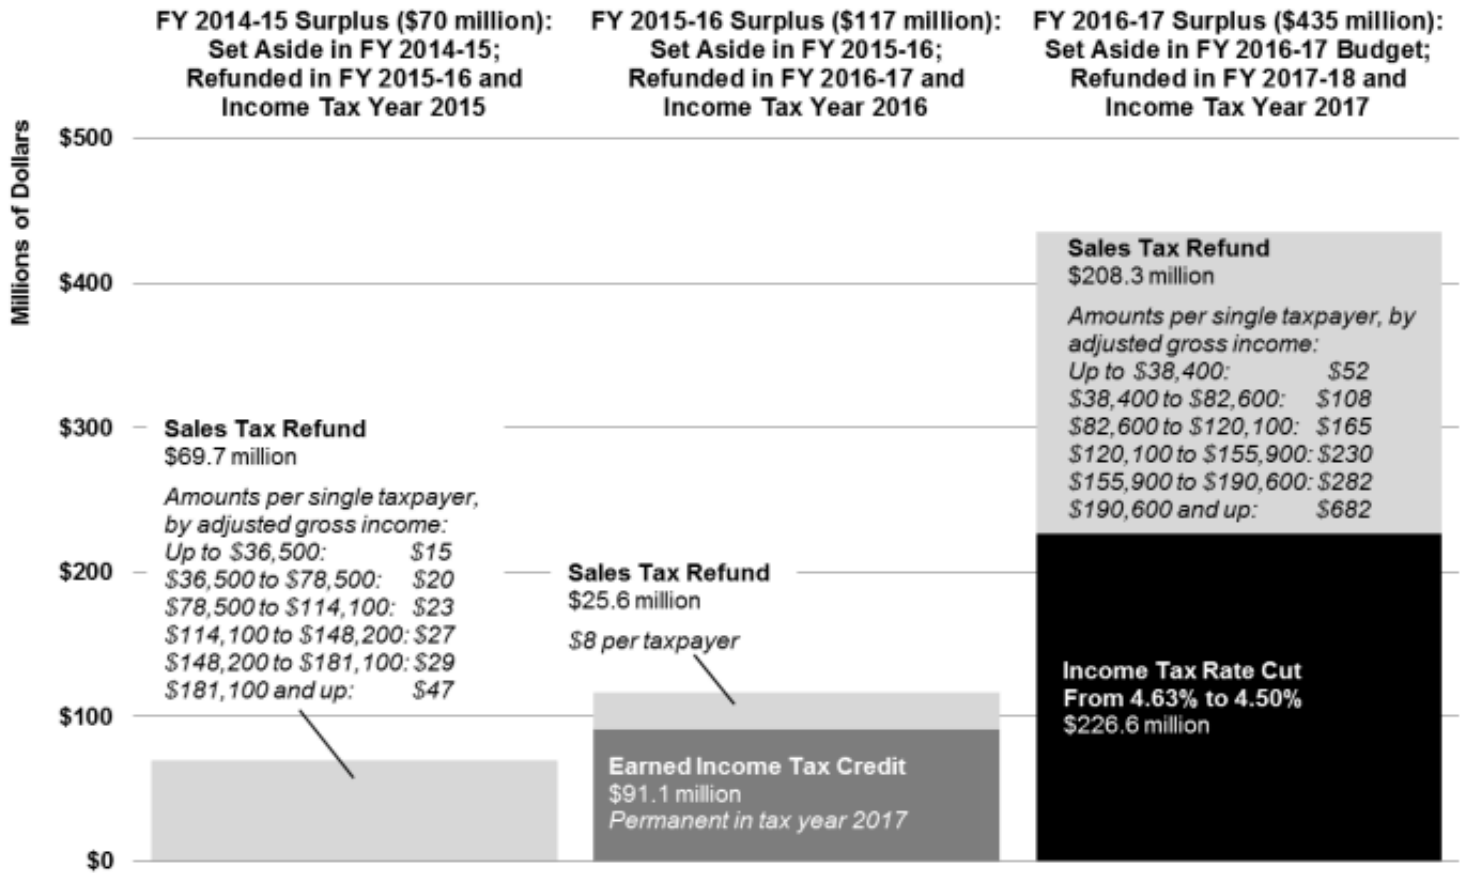 FY 2014-15 Surplus ($70 million):
Set Aside in FY 2014-15;
Refunded in FY 2015-16 and
Income Tax Year 2015
FY 2015-16 Surplus ($117 million):
Set Aside in FY 2015-16;
Refunded in FY 2016-17 and
Income Tax Year 2016
FY 2016-17 Surplus ($435 million):
Set Aside in FY 2016-17 Budget;
Refunded in FY 2017-18 and
Income Tax Year 2017
Millions of Dollars
$500
$400
$300
$200
$100
$0
Sales Tax Refund
$69.7 million
Amounts per single taxpayer,
by adjusted gross income:
Up to $36,500: $15
$36,500 to $78,500: $20
$78,500 to $114,100: $23
$114,100 to $148,200: $27
$148,200 to $181,100: $29
$181,100 and up: $47
Sales Tax Refund
$25.6 million
$8 per taxpayer
Earned Income Tax Credit
$91.1 million
Permanent in tax year 2017
Sales Tax Refund
$208.3 million
Amounts per single taxpayer, by
adjusted gross income:
Up to $38,400: $52
$38,400 to $82,600: $108
$82,600 to $120,100: $165
$120,100 to $155,900: $230
$155,900 to $190,600: $282
$190,600 and up: $682
Income Tax Rate Cut
From 4.63% to 4.50%
$226.6 million